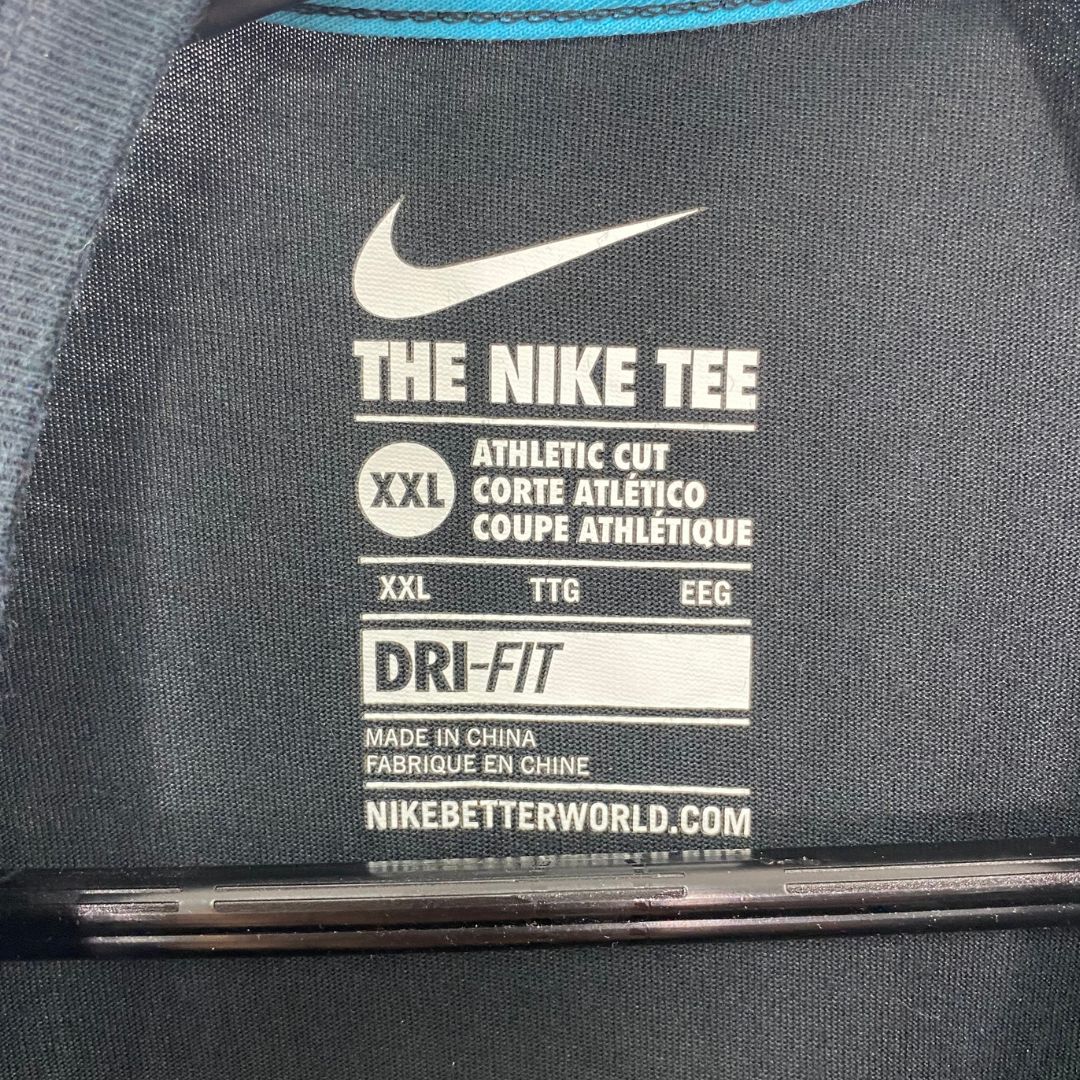 THE NIKE TEE
XXL
ATHLETIC CUT
CORTE ATLÉTICO
COUPE ATHLÉTIQUE
XXL TTG EEG
DRI-FIT
MADE IN CHINA
FABRIQUE EN CHINE
NIKEBETTERWORLD.COM